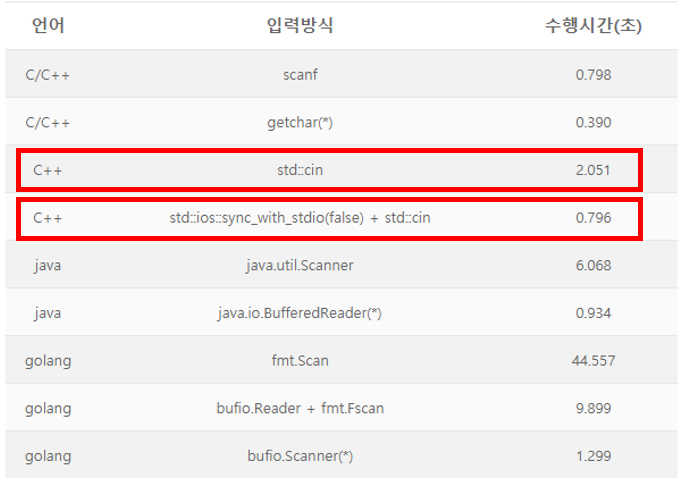 언어 입력방식 수행시간(초)
C/C++ scanf 0.798
C/C++ getchar(*) 0.390
C++ std::cin 2.051
C++ std::ios::sync_with_stdio(false) + std::cin 0.796
java java.util.Scanner 6.068
java java.io.BufferedReader(*) 0.934
golang fmt.Scan 44.557
golang bufio.Reader + fmt.Fscan 9.899
golang bufio.Scanner(*) 1.299